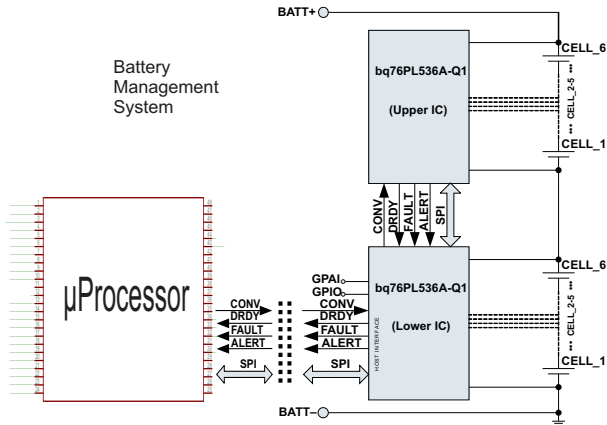 BATT+
Battery
Management
System
bq76PL536A-Q1
(Upper IC)
CELL_6
••• CELL_2-5 •••
CELL_1
CONV
DRDY
FAULT
ALERT
SPI
µProcessor
CONV
DRDY
FAULT
ALERT
SPI
GPAI
GPIO
CONV
DRDY
FAULT
ALERT
SPI
HOST INTERFACE
bq76PL536A-Q1
(Lower IC)
CELL_6
••• CELL_2-5 •••
CELL_1
BATT–